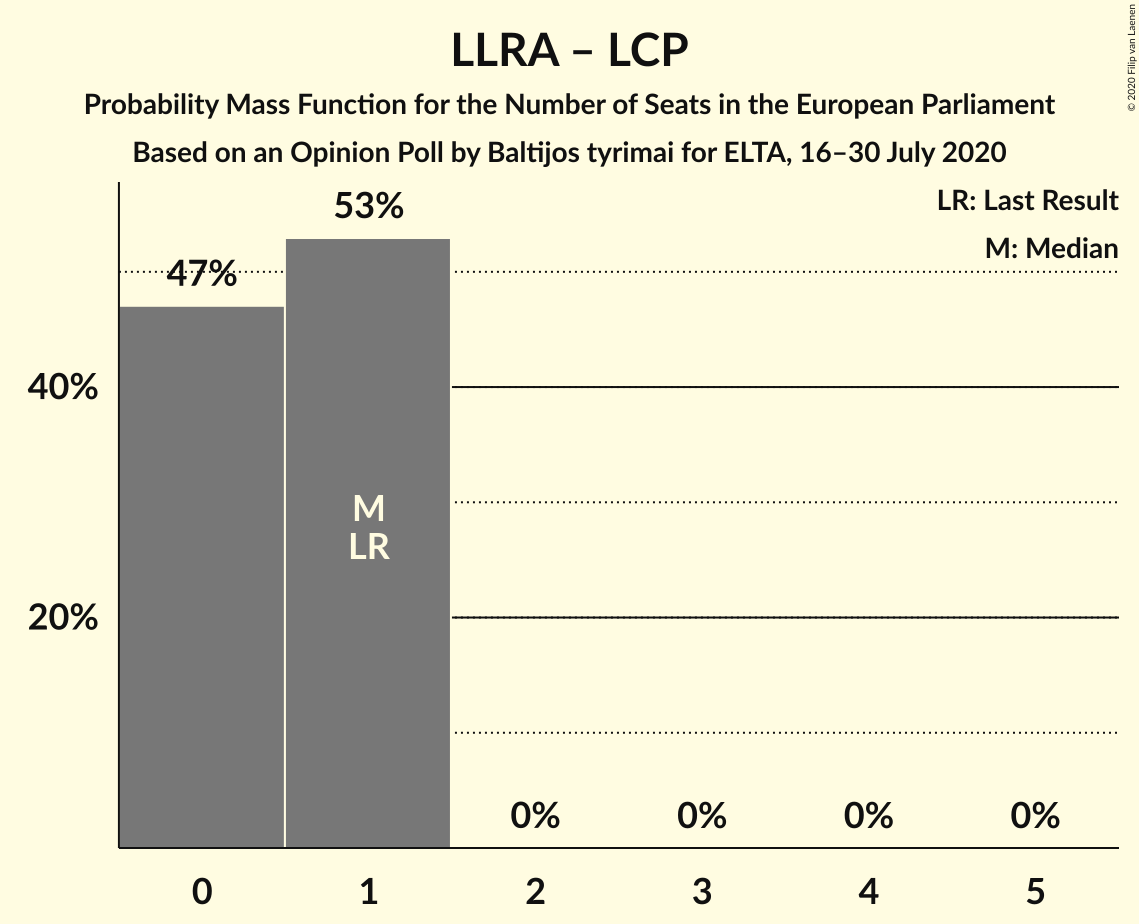 © 2020 Filip van Laenen
LLRA – LCP
Probability Mass Function for the Number of Seats in the European Parliament
Based on an Opinion Poll by Baltijos tyrimai for ELTA, 16–30 July 2020
LR: Last Result
M: Median
53%
47%
40%
20%
M
LR
0% 0% 0% 0%
0 1 2 3 4 5